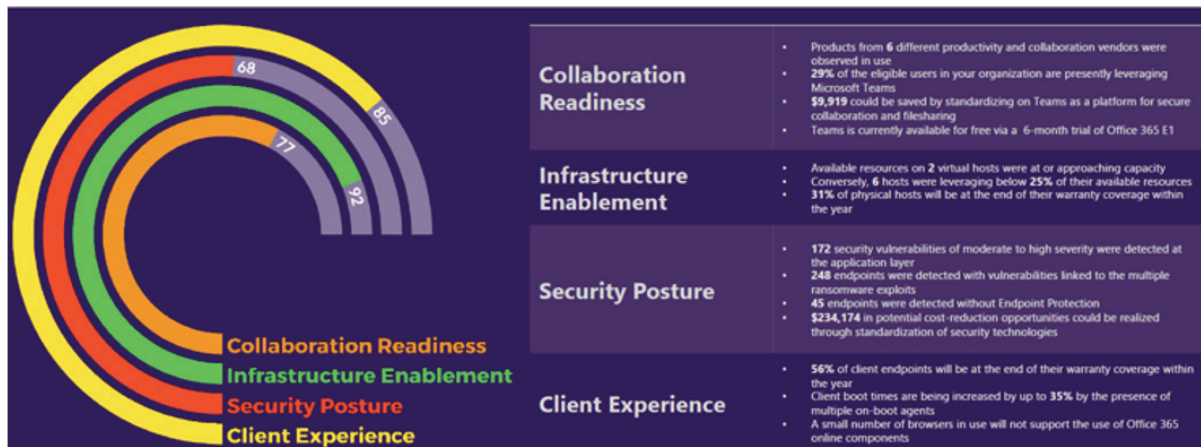 68
85
77
92
Collaboration Readiness
Infrastructure Enablement
Security Posture
Client Experience
Collaboration
Readiness
• Products from 6 different productivity and collaboration vendors were
observed in use
• 29% of the eligible users in your organization are presently leveraging
Microsoft Teams
• $9,919 could be saved by standardizing on Teams as a platform for secure
collaboration and filesharing
• Teams is currently available for free via a 6-month trial of Office 365 E1
Infrastructure
Enablement
• Available resources on 2 virtual hosts were at or approaching capacity
• Conversely, 6 hosts were leveraging below 25% of their available resources
• 31% of physical hosts will be at the end of their warranty coverage within
the year
Security Posture
• 172 security vulnerabilities of moderate to high severity were detected at
the application layer
• 248 endpoints were detected with vulnerabilities linked to the multiple
ransomware exploits
• 45 endpoints were detected without Endpoint Protection
• $234,174 in potential cost-reduction opportunities could be realized
through standardization of security technologies
Client Experience
• 56% of client endpoints will be at the end of their warranty coverage within
the year
• Client boot times are being increased by up to 35% by the presence of
multiple on-boot agents
• A small number of browsers in use will not support the use of Office 365
online components